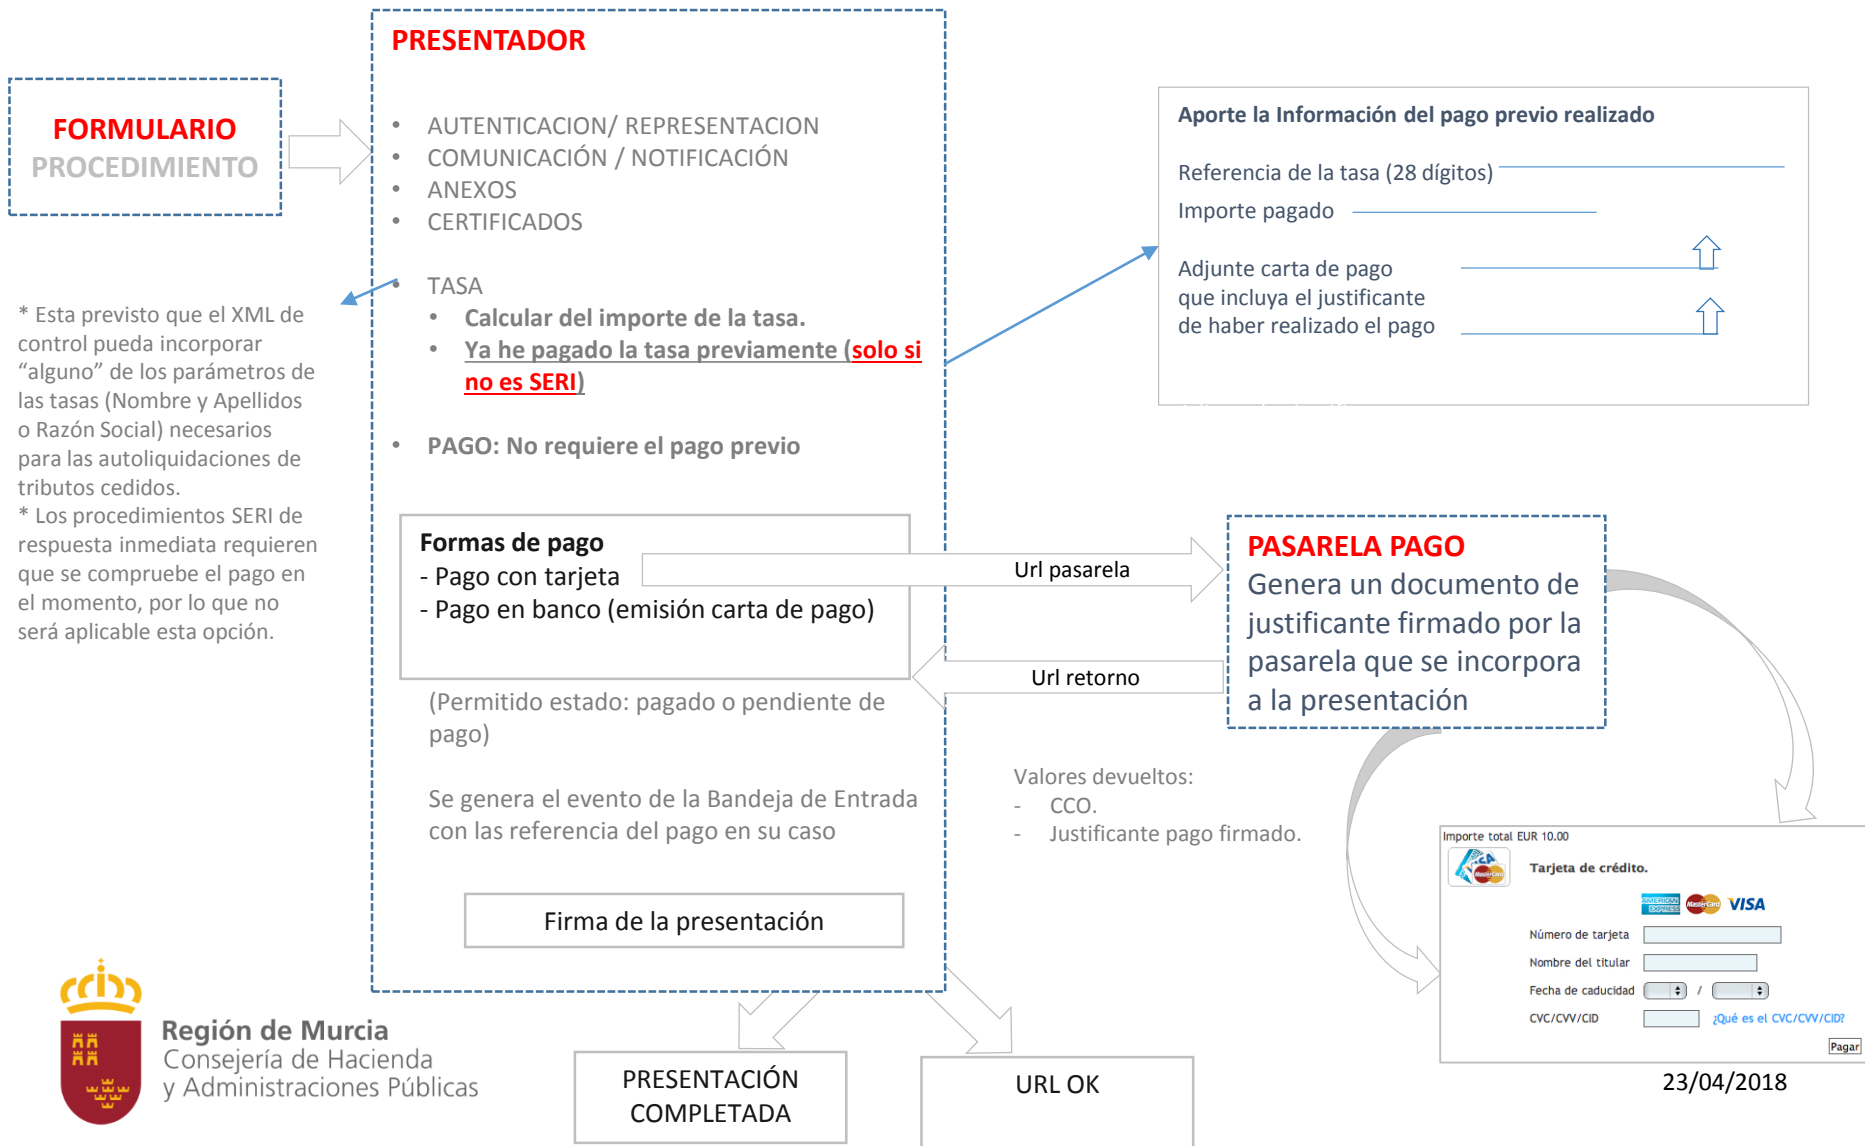 PRESENTADOR
FORMULARIO
PROCEDIMIENTO
• AUTENTICACION/ REPRESENTACION
• COMUNICACIÓN / NOTIFICACIÓN
• ANEXOS
• CERTIFICADOS
• TASA
• Calcular del importe de la tasa.
• Ya he pagado la tasa previamente (solo si
no es SERI)
• PAGO: No requiere el pago previo
* Esta previsto que el XML de
control pueda incorporar
“alguno” de los parámetros de
las tasas (Nombre y Apellidos
o Razón Social) necesarios
para las autoliquidaciones de
tributos cedidos.
* Los procedimientos SERI de
respuesta inmediata requieren
que se compruebe el pago en
el momento, por lo que no
será aplicable esta opción.
Aporte la Información del pago previo realizado
Referencia de la tasa (28 dígitos)
Importe pagado
Adjunte carta de pago
que incluya el justificante
de haber realizado el pago
Formas de pago
- Pago con tarjeta
- Pago en banco (emisión carta de pago)
Url pasarela
Url retorno
PASARELA PAGO
Genera un documento de
justificante firmado por la
pasarela que se incorpora
a la presentación
(Permitido estado: pagado o pendiente de
pago)
Se genera el evento de la Bandeja de Entrada
con las referencia del pago en su caso
Valores devueltos:
- CCO.
- Justificante pago firmado.
Firma de la presentación
Importe total EUR 10.00
Tarjeta de crédito.
AMERICAN EXPRESS MasterCard VISA
Número de tarjeta
Nombre del titular
Fecha de caducidad /
CVC/CVV/CID ¿Qué es el CVC/CVV/CID?
Pagar
Región de Murcia
Consejería de Hacienda
y Administraciones Públicas
PRESENTACIÓN
COMPLETADA
URL OK
23/04/2018